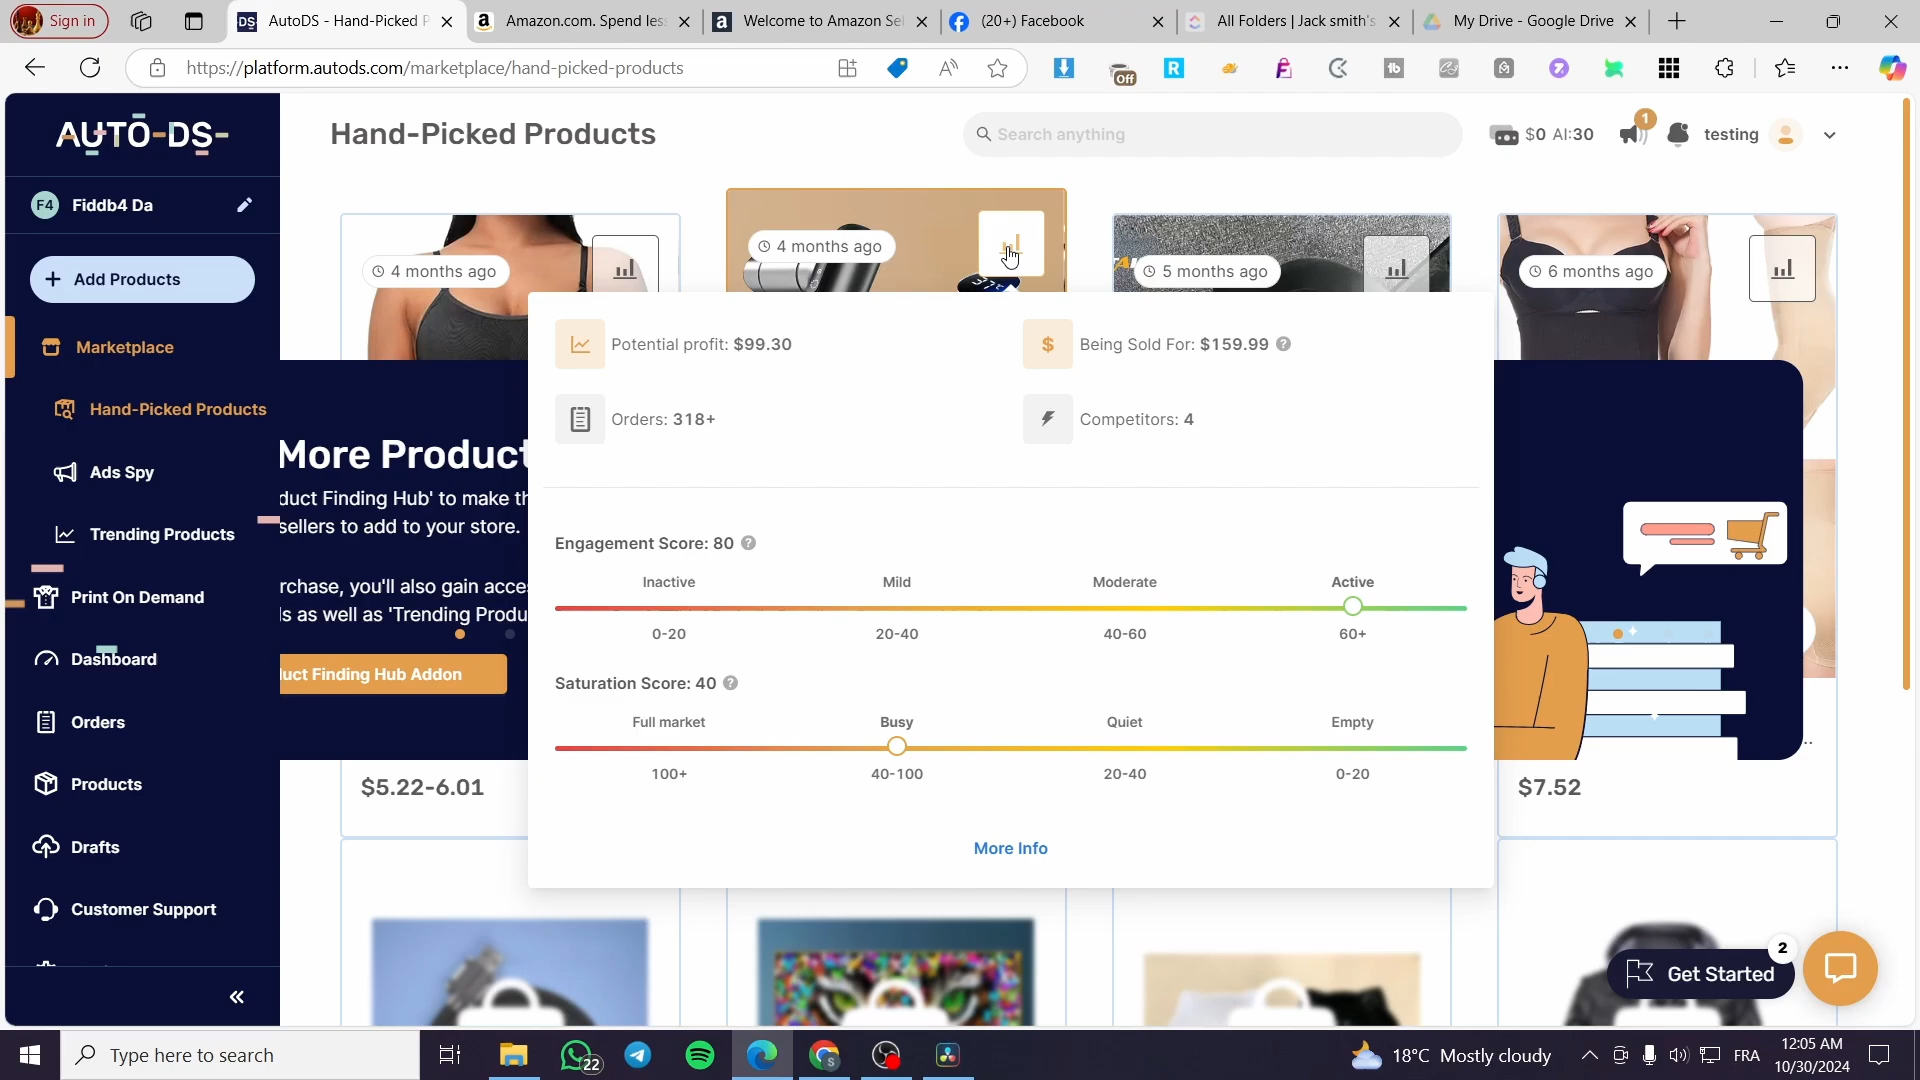 Sign in
AutoDS - Hand-Picked P
Amazon.com. Spend less
Welcome to Amazon Sel
(20+) Facebook
All Folders | Jack smith's
My Drive - Google Drive
https://platform.autods.com/marketplace/hand-picked-products
Off
AUTO-DS-
Hand-Picked Products
Search anything
$0 AI:30
1
testing
F4 Fiddb4 Da
Add Products
Marketplace
Hand-Picked Products
Ads Spy
Trending Products
Print On Demand
Dashboard
Orders
Products
Drafts
Customer Support
4 months ago
4 months ago
5 months ago
6 months ago
Potential profit: $99.30
Being Sold For: $159.99
Orders: 318+
Competitors: 4
More Product
duct Finding Hub' to make th
sellers to add to your store.
rchase, you'll also gain acce
ls as well as 'Trending Produ
uct Finding Hub Addon
Engagement Score: 80
Inactive Mild Moderate Active
0-20 20-40 40-60 60+
Saturation Score: 40
Full market Busy Quiet Empty
100+ 40-100 20-40 0-20
More Info
$5.22-6.01
$7.52
2
Get Started
Type here to search
22
18°C Mostly cloudy
FRA
12:05 AM
10/30/2024